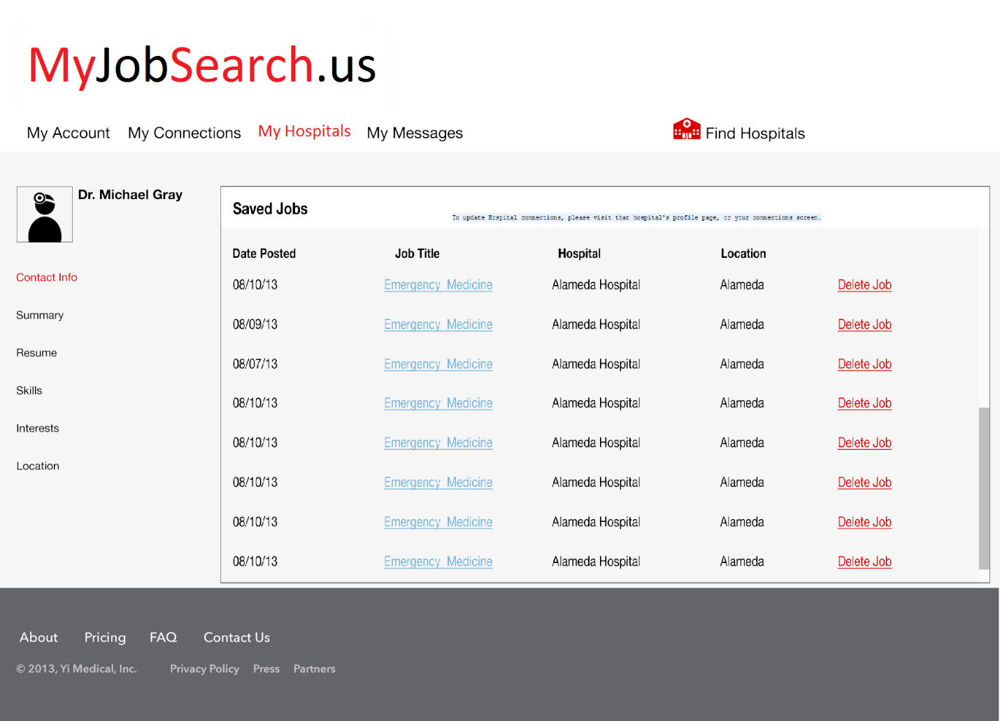 MyJobSearch.us
My Account My Connections My Hospitals My Messages Find Hospitals
Dr. Michael Gray
Contact Info
Summary
Resume
Skills
Interests
Location
Saved Jobs
To update Hospital connections, please visit that hospital's profile page, or your connections screen.
Date Posted Job Title Hospital Location
08/10/13 Emergency Medicine Alameda Hospital Alameda Delete Job
08/09/13 Emergency Medicine Alameda Hospital Alameda Delete Job
08/07/13 Emergency Medicine Alameda Hospital Alameda Delete Job
08/10/13 Emergency Medicine Alameda Hospital Alameda Delete Job
08/10/13 Emergency Medicine Alameda Hospital Alameda Delete Job
08/10/13 Emergency Medicine Alameda Hospital Alameda Delete Job
08/10/13 Emergency Medicine Alameda Hospital Alameda Delete Job
08/10/13 Emergency Medicine Alameda Hospital Alameda Delete Job
About Pricing FAQ Contact Us
© 2013, Yi Medical, Inc. Privacy Policy Press Partners